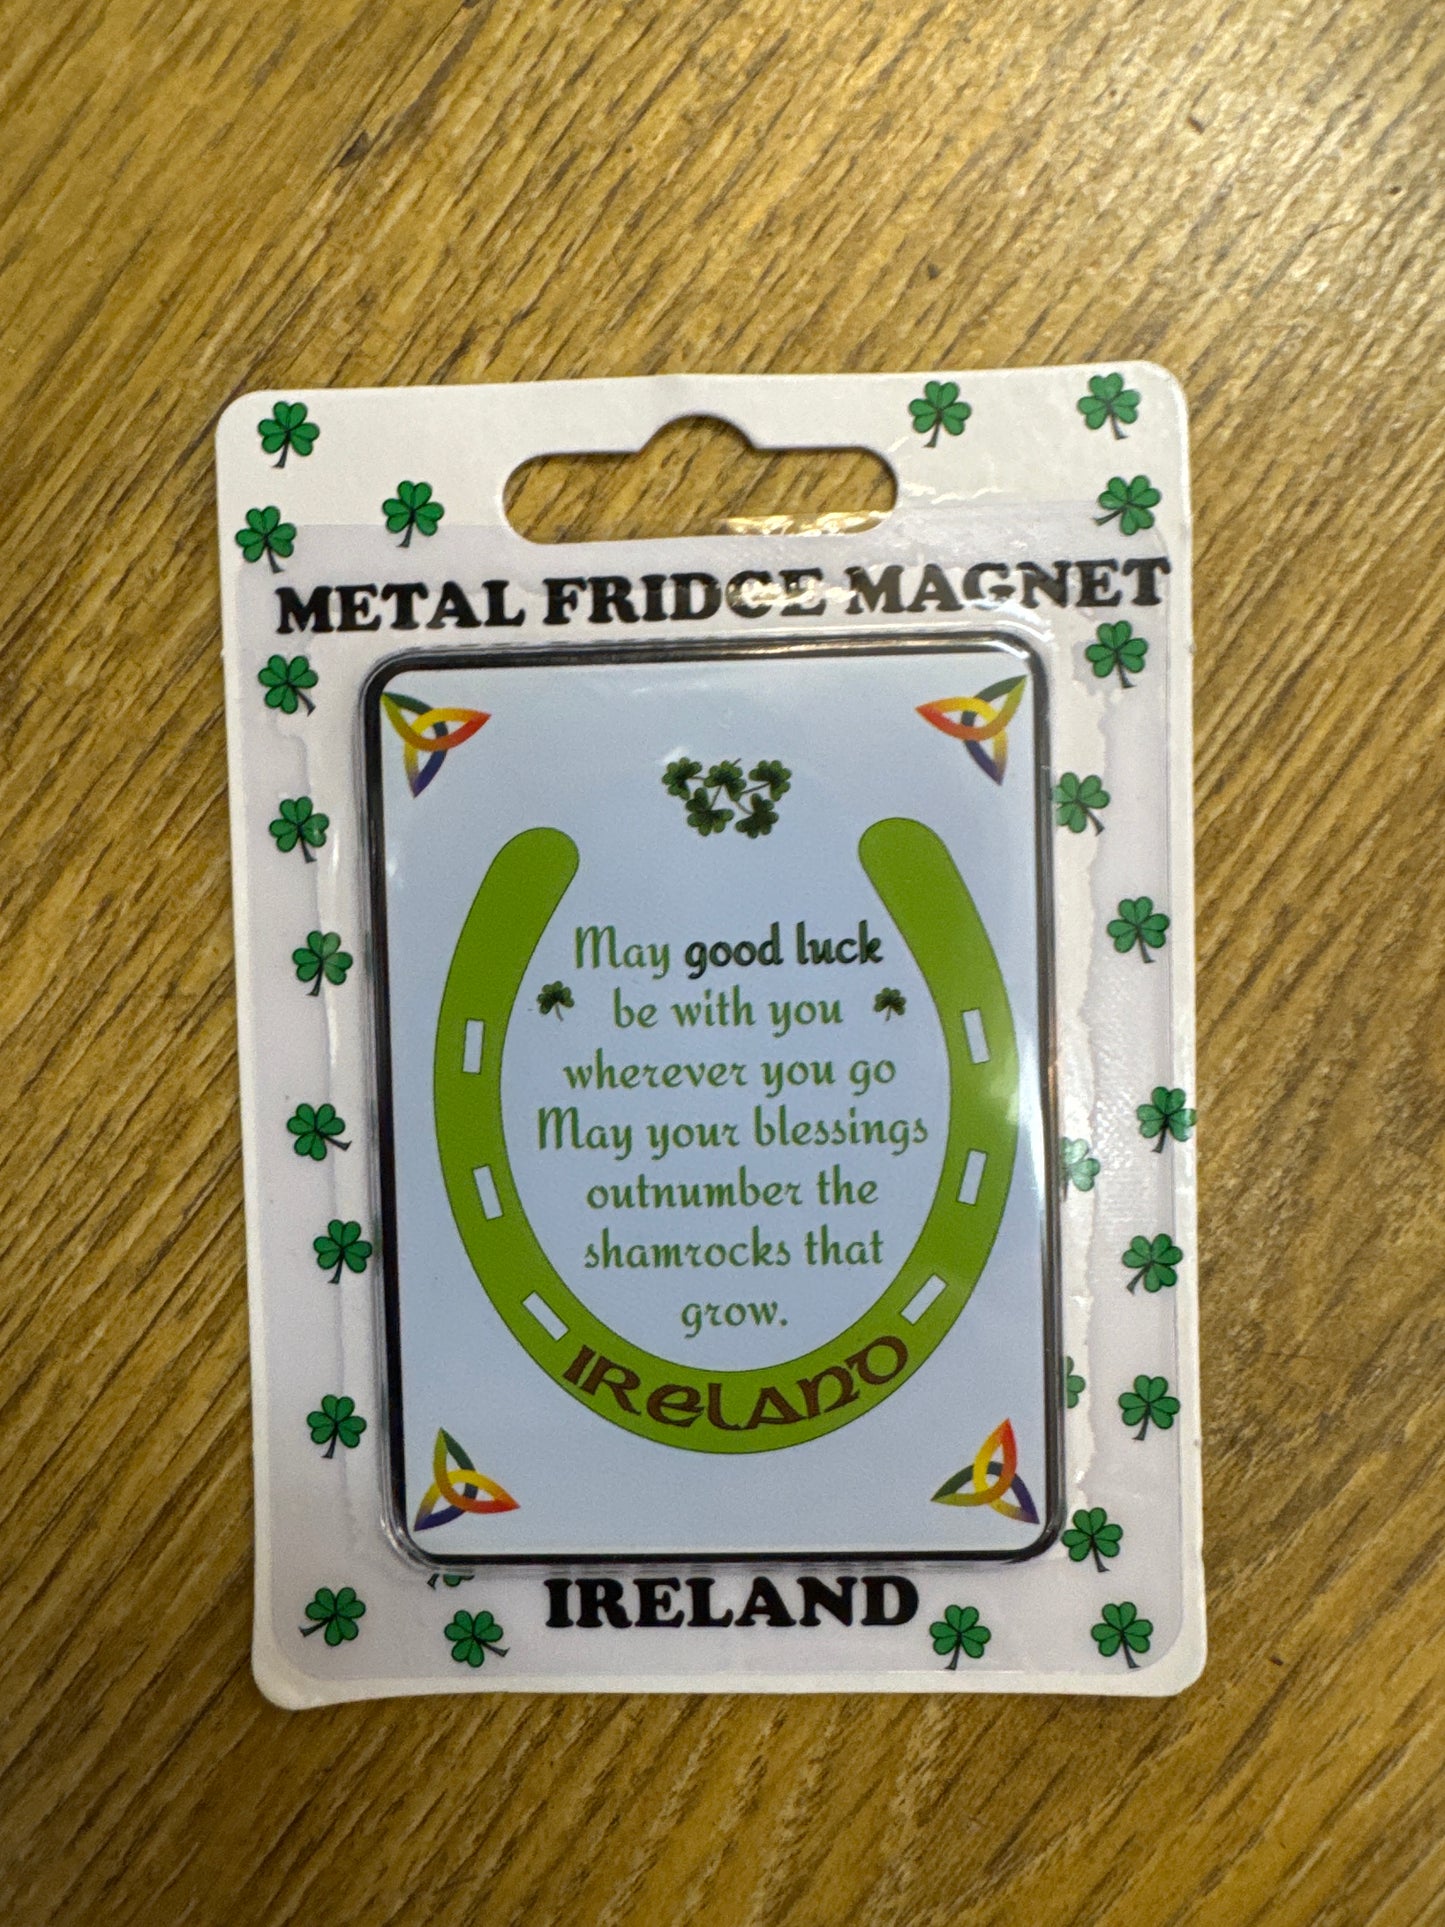 METAL FRIDGE MAGNET
May good luck
be with you
wherever you go
May your blessings
outnumber the
shamrocks that
grow.
IRELAND
IRELAND